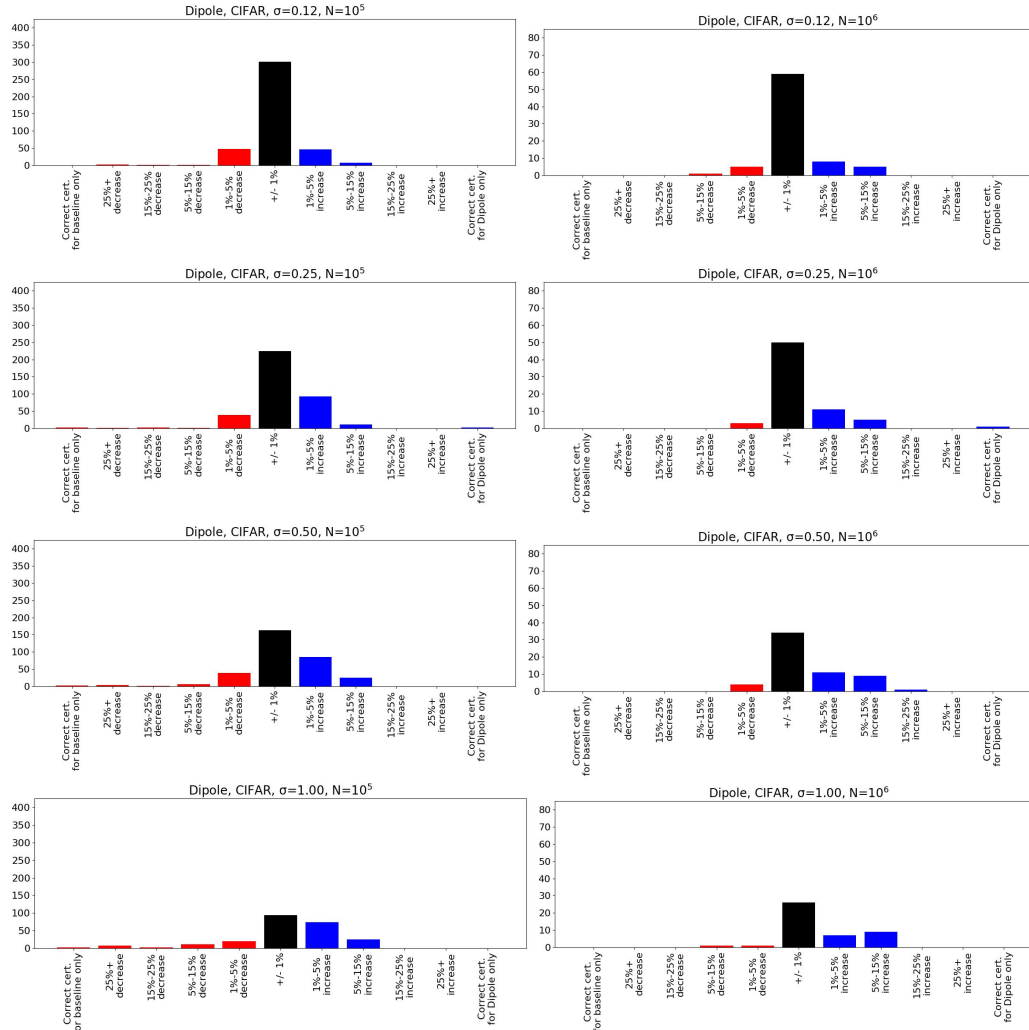 Dipole, CIFAR, σ=0.12, N=10⁵
400
350
300
250
200
150
100
50
0
Correct cert.
for baseline only
25%+
decrease
15%-25%
decrease
5%-15%
decrease
1%-5%
decrease
+/- 1%
1%-5%
increase
5%-15%
increase
15%-25%
increase
25%+
increase
Correct cert.
for Dipole only
Dipole, CIFAR, σ=0.12, N=10⁶
80
70
60
50
40
30
20
10
0
Correct cert.
for baseline only
25%+
decrease
15%-25%
decrease
5%-15%
decrease
1%-5%
decrease
+/- 1%
1%-5%
increase
5%-15%
increase
15%-25%
increase
25%+
increase
Correct cert.
for Dipole only
Dipole, CIFAR, σ=0.25, N=10⁵
400
350
300
250
200
150
100
50
0
Correct cert.
for baseline only
25%+
decrease
15%-25%
decrease
5%-15%
decrease
1%-5%
decrease
+/- 1%
1%-5%
increase
5%-15%
increase
15%-25%
increase
25%+
increase
Correct cert.
for Dipole only
Dipole, CIFAR, σ=0.25, N=10⁶
80
70
60
50
40
30
20
10
0
Correct cert.
for baseline only
25%+
decrease
15%-25%
decrease
5%-15%
decrease
1%-5%
decrease
+/- 1%
1%-5%
increase
5%-15%
increase
15%-25%
increase
25%+
increase
Correct cert.
for Dipole only
Dipole, CIFAR, σ=0.50, N=10⁵
400
350
300
250
200
150
100
50
0
Correct cert.
for baseline only
25%+
decrease
15%-25%
decrease
5%-15%
decrease
1%-5%
decrease
+/- 1%
1%-5%
increase
5%-15%
increase
15%-25%
increase
25%+
increase
Correct cert.
for Dipole only
Dipole, CIFAR, σ=0.50, N=10⁶
80
70
60
50
40
30
20
10
0
Correct cert.
for baseline only
25%+
decrease
15%-25%
decrease
5%-15%
decrease
1%-5%
decrease
+/- 1%
1%-5%
increase
5%-15%
increase
15%-25%
increase
25%+
increase
Correct cert.
for Dipole only
Dipole, CIFAR, σ=1.00, N=10⁵
400
350
300
250
200
150
100
50
0
Correct cert.
for baseline only
25%+
decrease
15%-25%
decrease
5%-15%
decrease
1%-5%
decrease
+/- 1%
1%-5%
increase
5%-15%
increase
15%-25%
increase
25%+
increase
Correct cert.
for Dipole only
Dipole, CIFAR, σ=1.00, N=10⁶
80
70
60
50
40
30
20
10
0
Correct cert.
for baseline only
25%+
decrease
15%-25%
decrease
5%-15%
decrease
1%-5%
decrease
+/- 1%
1%-5%
increase
5%-15%
increase
15%-25%
increase
25%+
increase
Correct cert.
for Dipole only